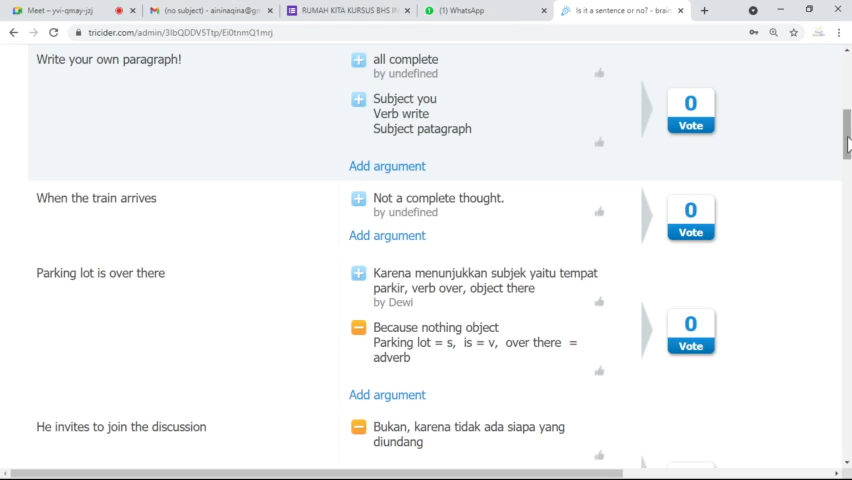 Meet – yvi-qmay-jzj
(no subject) - aininaqina@gm
RUMAH KITA KURSUS BHS IN
(1) WhatsApp
Is it a sentence or no? - brain
tricider.com/admin/3IbQDDV5Ttp/Ei0tnmQ1mrj
Write your own paragraph!
all complete
by undefined
Subject you
Verb write
Subject patagraph
Add argument
0
Vote
When the train arrives
Not a complete thought.
by undefined
Add argument
0
Vote
Parking lot is over there
Karena menunjukkan subjek yaitu tempat
parkir, verb over, object there
by Dewi
Because nothing object
Parking lot = s, is = v, over there =
adverb
Add argument
0
Vote
He invites to join the discussion
Bukan, karena tidak ada siapa yang
diundang